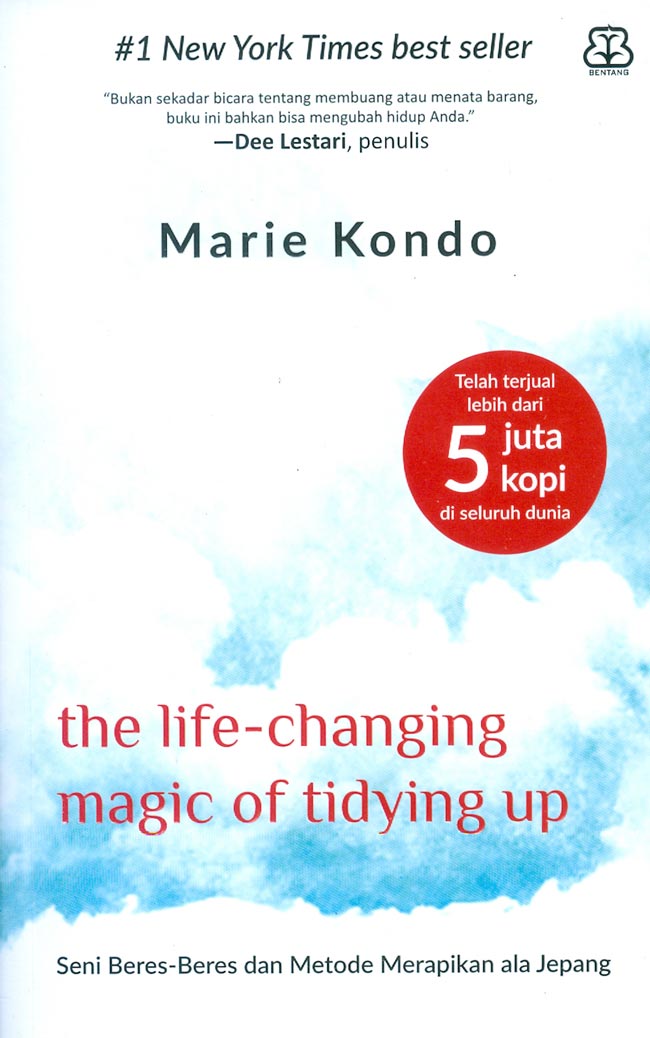 #1 New York Times best seller
BENTANG
“Bukan sekadar bicara tentang membuang atau menata barang,
buku ini bahkan bisa mengubah hidup Anda.”
—Dee Lestari, penulis
Marie Kondo
Telah terjual
lebih dari
5 juta
kopi
di seluruh dunia
the life-changing
magic of tidying up
Seni Beres-Beres dan Metode Merapikan ala Jepang